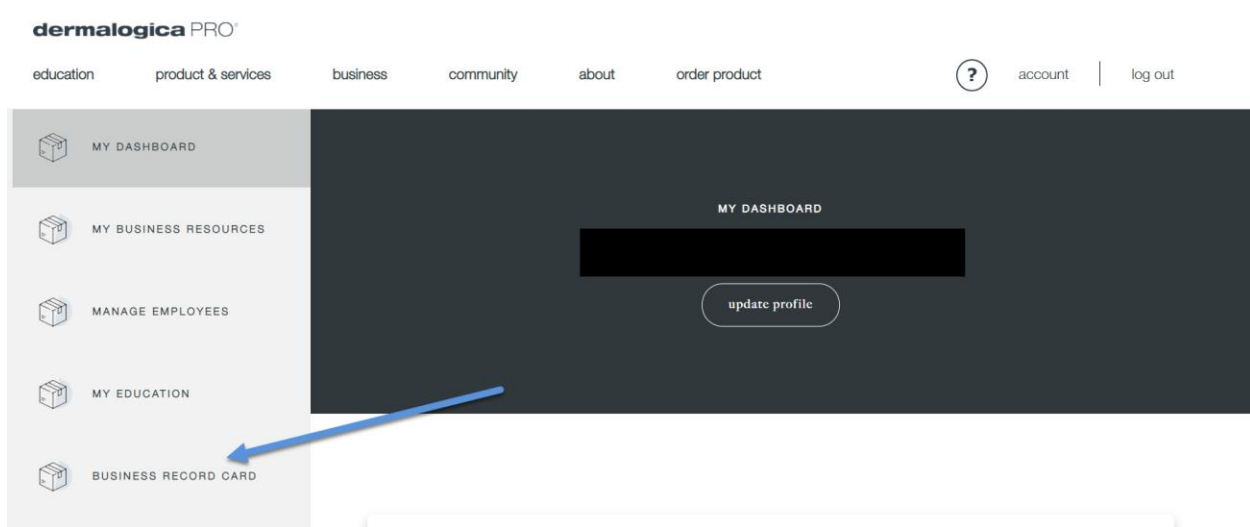 dermalogica PRO°
education product & services business community about order product ? account | log out
MY DASHBOARD
MY BUSINESS RESOURCES
MANAGE EMPLOYEES
MY EDUCATION
BUSINESS RECORD CARD
MY DASHBOARD
update profile